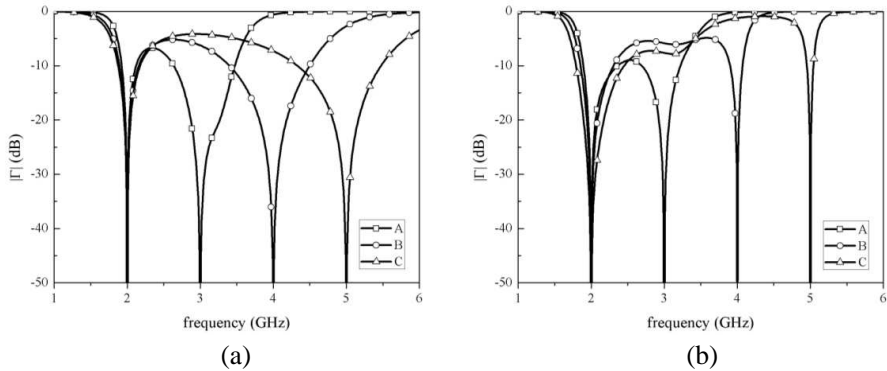 0
-10
-20
-30
-40
-50
|Γ| (dB)
A
B
C
1 2 3 4 5 6
frequency (GHz)
(a)
0
-10
-20
-30
-40
-50
|Γ| (dB)
A
B
C
1 2 3 4 5 6
frequency (GHz)
(b)